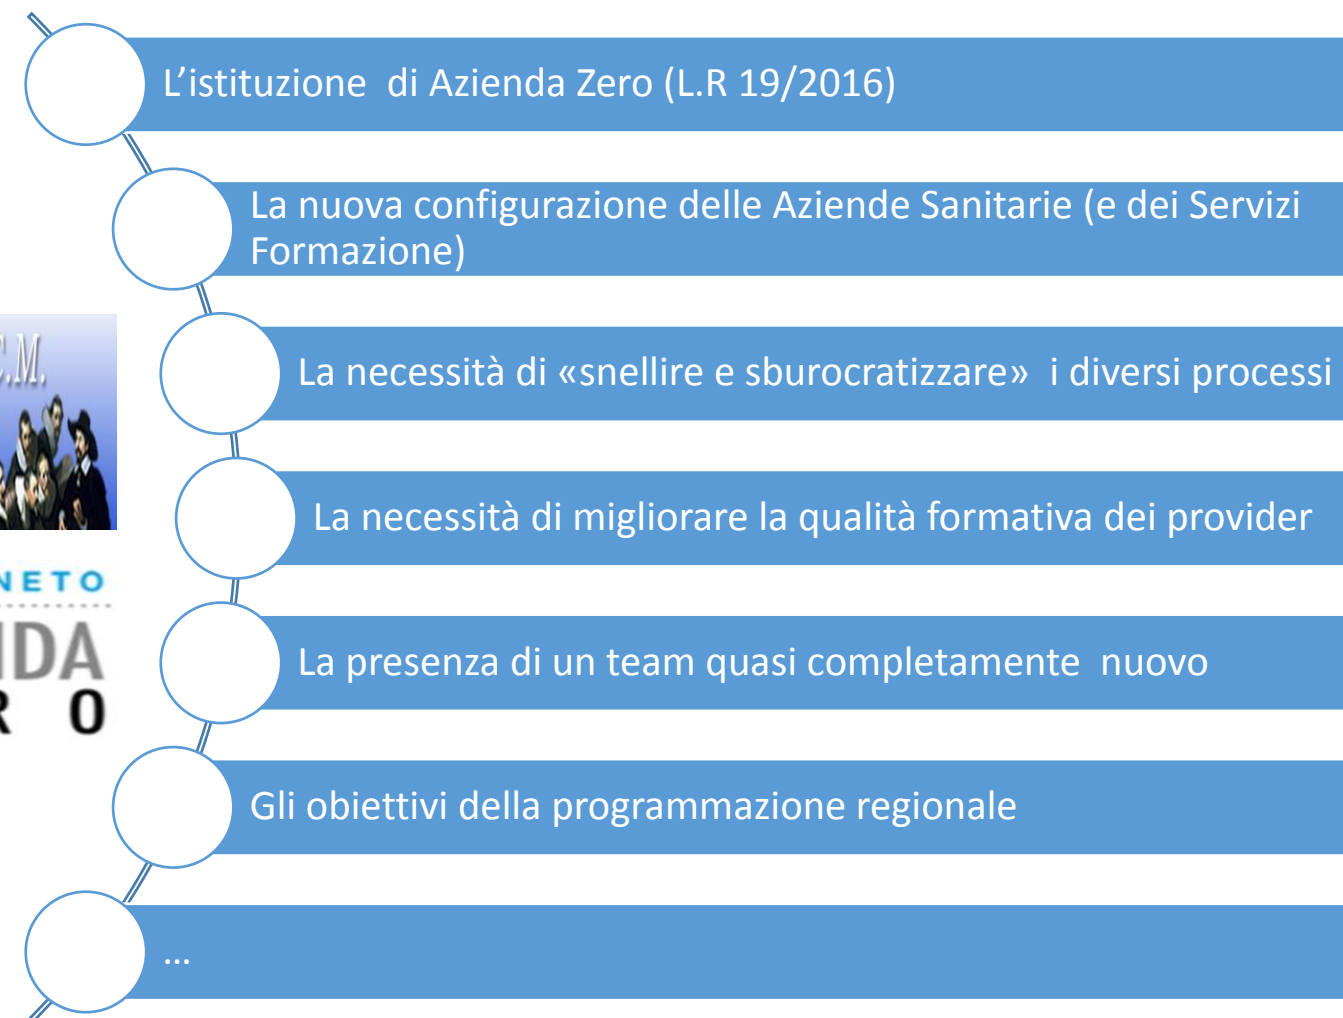 L’istituzione  di Azienda Zero (L.R 19/2016)
La nuova configurazione delle Aziende Sanitarie (e dei Servizi
Formazione)
La necessità di «snellire e sburocratizzare»  i diversi processi
La necessità di migliorare la qualità formativa dei provider
La presenza di un team quasi completamente  nuovo
Gli obiettivi della programmazione regionale
...
.M.
NETO
DA
R O